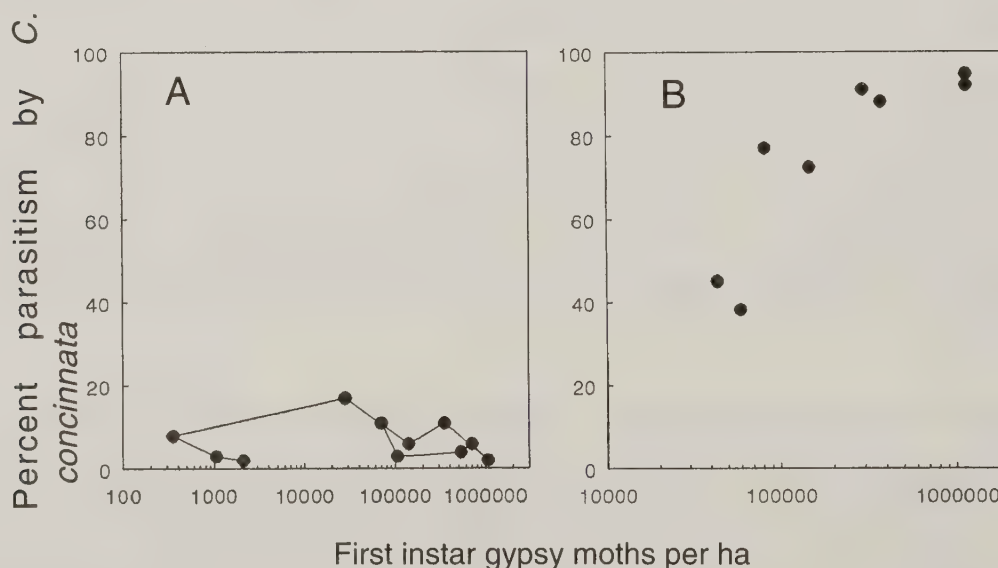 Percent parasitism by C.
concinnata
A
100
80
60
40
20
0
100 1000 10000 100000 1000000
B
100
80
60
40
20
0
10000 100000 1000000
First instar gypsy moths per ha